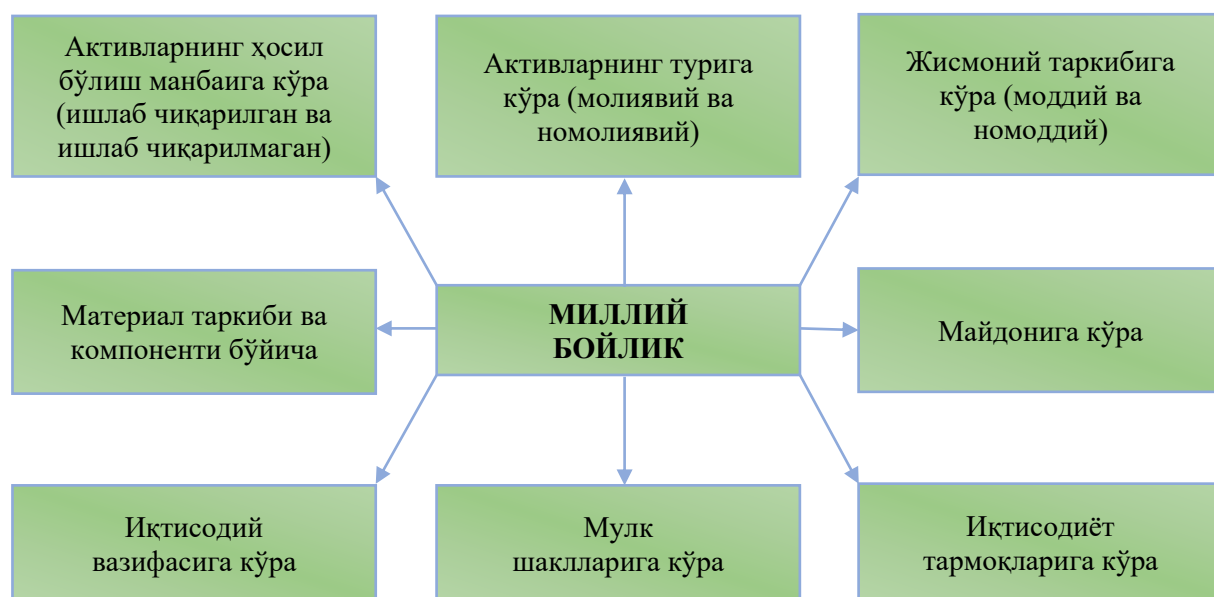 Активларнинг ҳосил
бўлиш манбаига кўра
(ишлаб чиқарилган ва
ишлаб чиқарилмаган)
Активларнинг турига
кўра (молиявий ва
номолиявий)
Жисмоний таркибига
кўра (моддий ва
номоддий)
Материал таркиби ва
компоненти бўйича
МИЛЛИЙ
БОЙЛИК
Майдонига кўра
Иқтисодий
вазифасига кўра
Мулк
шаклларига кўра
Иқтисодиёт
тармоқларига кўра